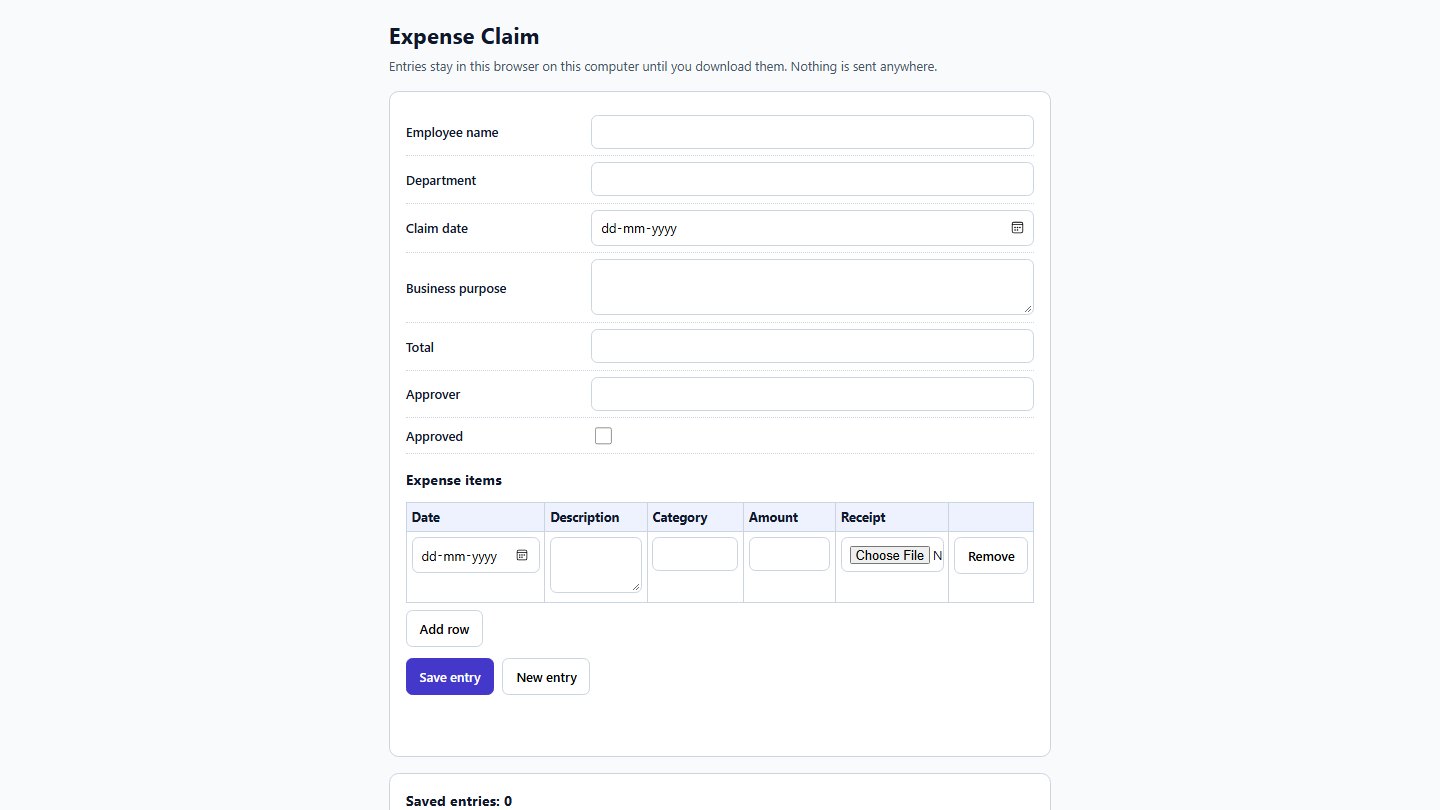 Expense Claim
Entries stay in this browser on this computer until you download them. Nothing is sent anywhere.
Employee name
Department
Claim date dd-mm-yyyy
Business purpose
Total
Approver
Approved
Expense items
Date Description Category Amount Receipt
dd-mm-yyyy Choose File N Remove
Add row
Save entry New entry
Saved entries: 0